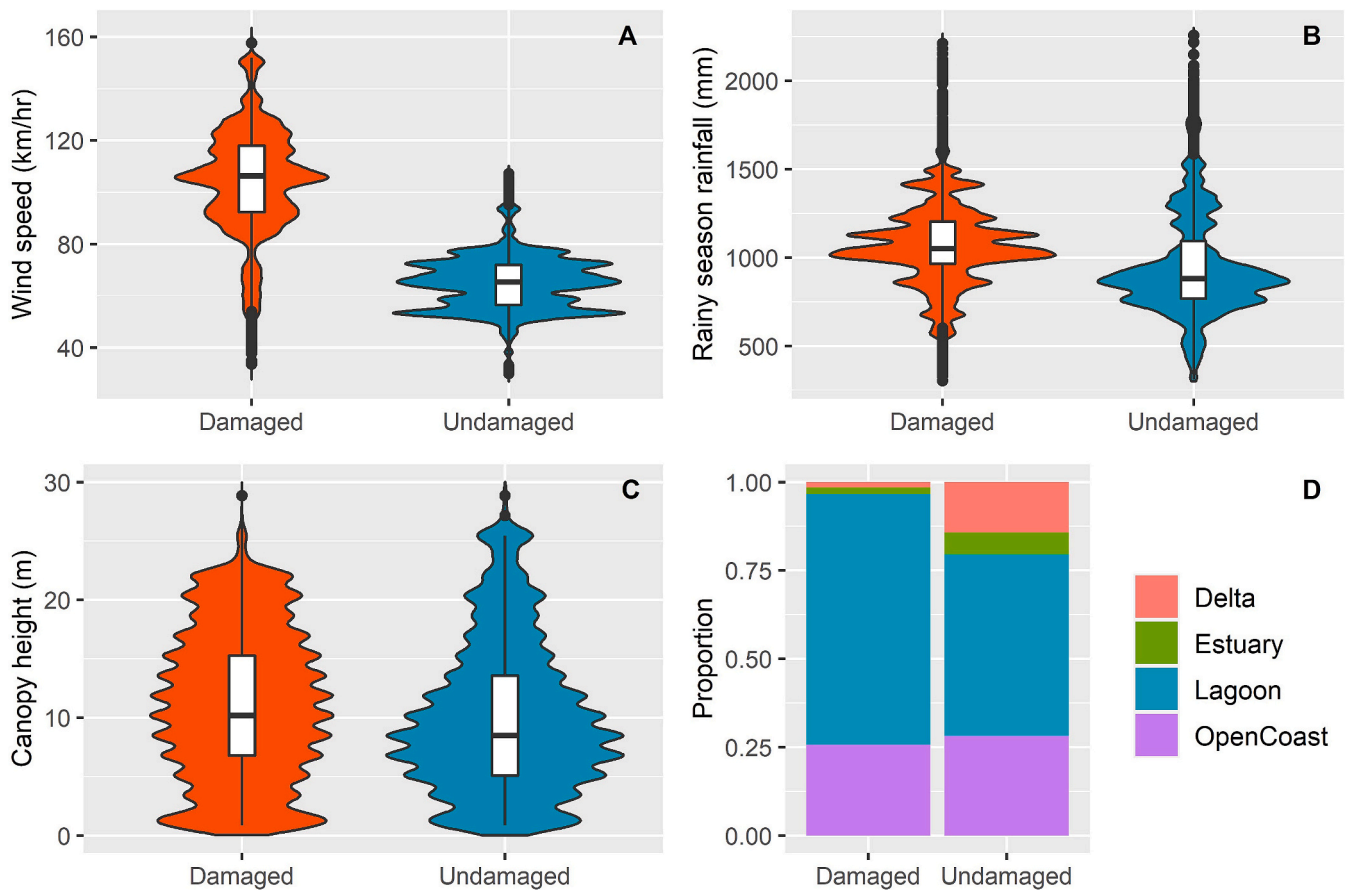 A
Wind speed (km/hr)
160
120
80
40
Damaged
Undamaged
B
Rainy season rainfall (mm)
2000
1500
1000
500
Damaged
Undamaged
C
Canopy height (m)
30
20
10
0
Damaged
Undamaged
D
Proportion
1.00
0.75
0.50
0.25
0.00
Damaged
Undamaged
Delta
Estuary
Lagoon
OpenCoast